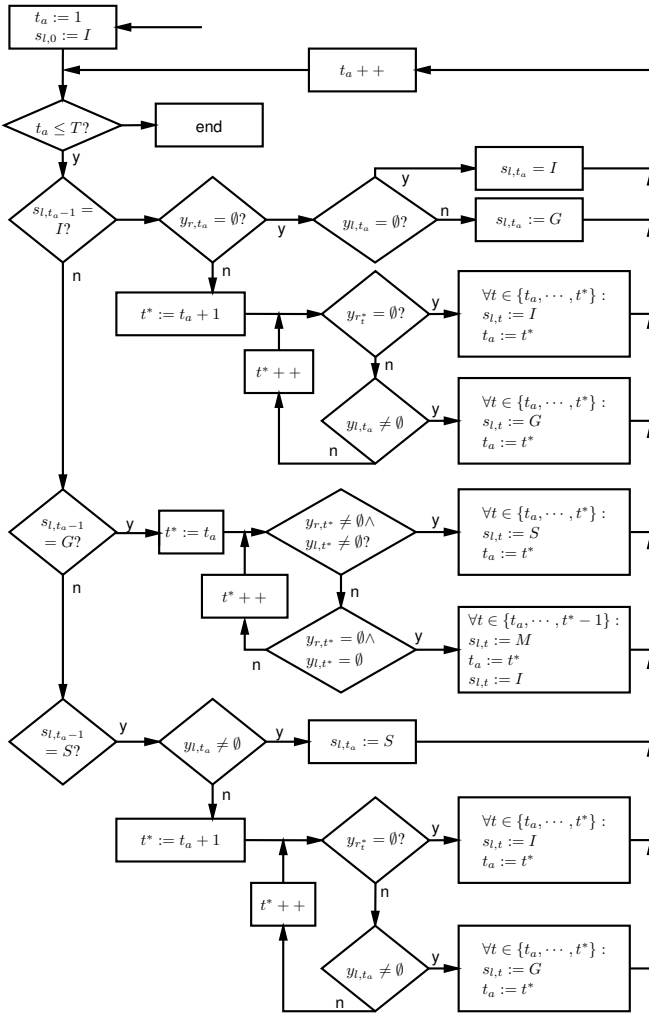 t_a := 1
s_{l,0} := I
t_a ++
t_a ≤ T?
end
y
s_{l,t_a−1} =
I?
y_{r,t_a} = ∅?
y
y_{l,t_a} = ∅?
y
s_{l,t_a} = I
n
s_{l,t_a} := G
n
n
t* := t_a + 1
y_{r_t^*} = ∅?
y
∀t ∈ {t_a, ⋯ , t*} :
s_{l,t} := I
t_a := t*
t* ++
n
y_{l,t_a} ≠ ∅
y
n
∀t ∈ {t_a, ⋯ , t*} :
s_{l,t} := G
t_a := t*
s_{l,t_a−1}
= G?
y
t* := t_a
y_{r,t*} ≠ ∅∧
y_{l,t*} ≠ ∅?
y
∀t ∈ {t_a, ⋯ , t*} :
s_{l,t} := S
t_a := t*
n
t* ++
n
y_{r,t*} = ∅∧
y_{l,t*} = ∅
y
n
∀t ∈ {t_a, ⋯ , t* − 1} :
s_{l,t} := M
t_a := t*
s_{l,t} := I
s_{l,t_a−1}
= S?
y
y_{l,t_a} ≠ ∅
y
s_{l,t_a} := S
n
t* := t_a + 1
y_{r_t^*} = ∅?
y
∀t ∈ {t_a, ⋯ , t*} :
s_{l,t} := I
t_a := t*
t* ++
n
y_{l,t_a} ≠ ∅
y
n
∀t ∈ {t_a, ⋯ , t*} :
s_{l,t} := G
t_a := t*